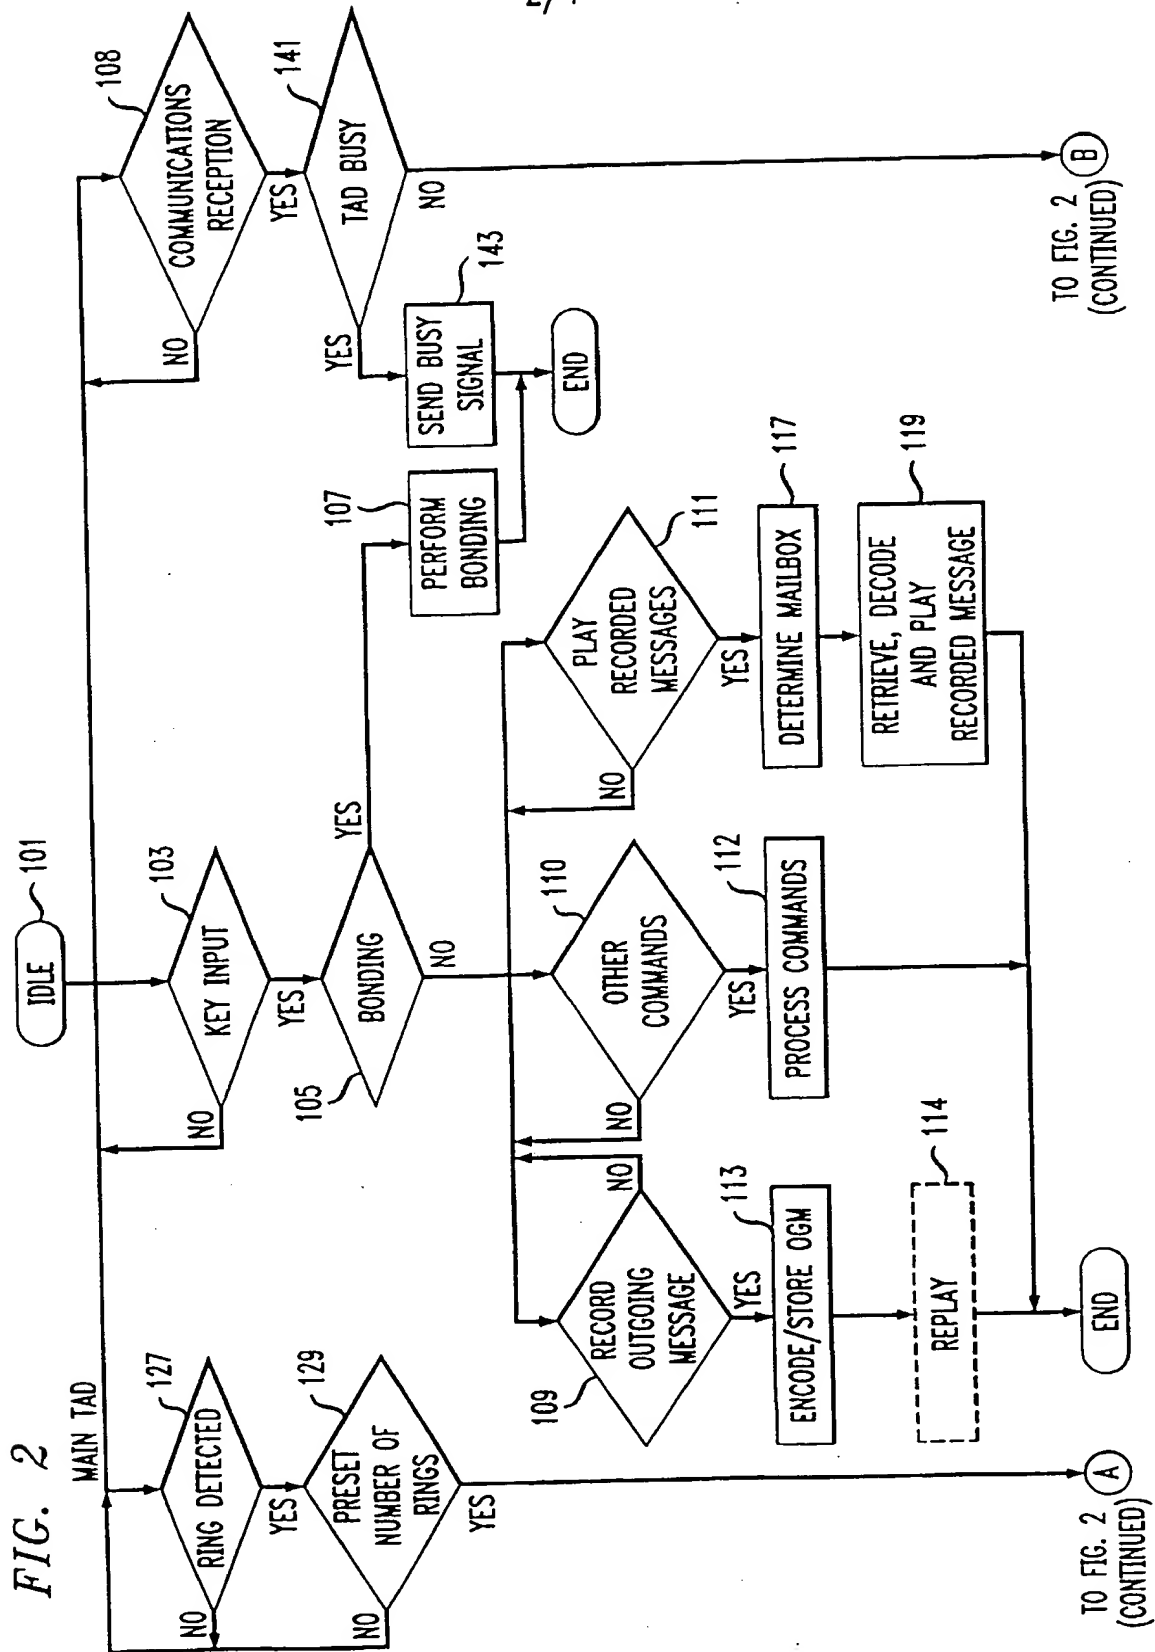 FIG. 2
MAIN TAD
IDLE
101
RING DETECTED
127
NO
YES
PRESET
NUMBER OF
RINGS
129
NO
YES
TO FIG. 2
(CONTINUED)
A
KEY INPUT
103
NO
YES
BONDING
105
YES
NO
PERFORM
BONDING
107
COMMUNICATIONS
RECEPTION
108
NO
YES
TAD BUSY
141
YES
NO
SEND BUSY
SIGNAL
143
END
TO FIG. 2
(CONTINUED)
B
RECORD
OUTGOING
MESSAGE
109
NO
YES
ENCODE/STORE OGM
113
REPLAY
114
END
OTHER
COMMANDS
110
NO
YES
PROCESS COMMANDS
112
PLAY
RECORDED
MESSAGES
111
NO
YES
DETERMINE MAILBOX
117
RETRIEVE, DECODE
AND PLAY
RECORDED MESSAGE
119